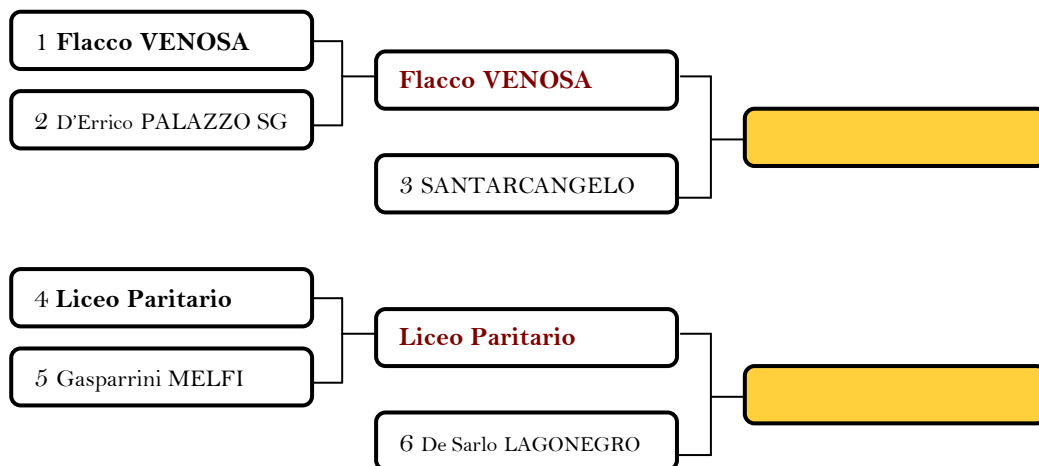 1 Flacco VENOSA
Flacco VENOSA
2 D'Errico PALAZZO SG
3 SANTARCANGELO
4 Liceo Paritario
Liceo Paritario
5 Gasparrini MELFI
6 De Sarlo LAGONEGRO